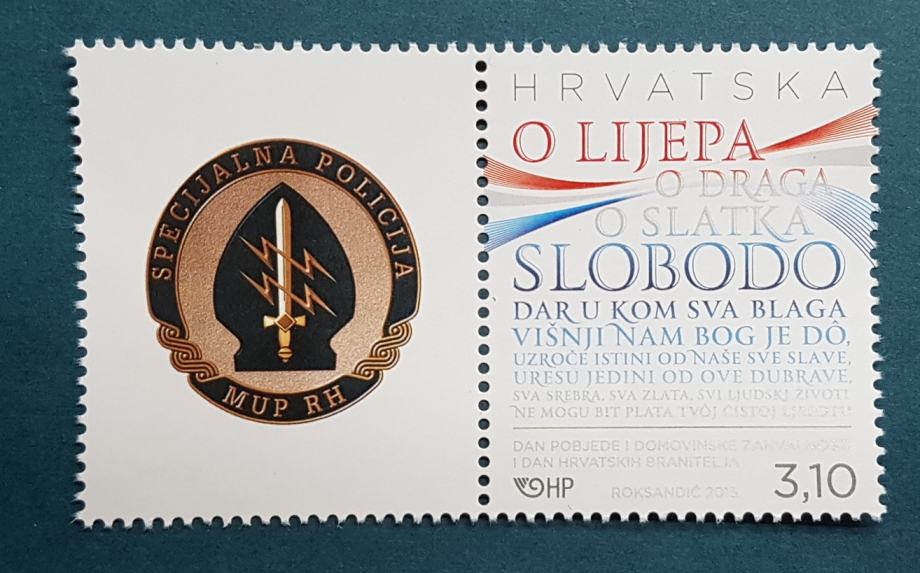 SPECIJALNA POLICIJA
MUP RH
HRVATSKA
O LIJEPA
O DRAGA
O SLATKA
SLOBODO
DAR U KOM SVA BLAGA
VIŠNJI NAM BOG JE DÔ,
UZROČE ISTINI OD NAŠE SVE SLAVE,
URESU JEDINI OD OVE DUBRAVE,
SVA SREBRA, SVA ZLATA, SVI LJUDSKI ŽIVOTI
NE MOGU BIT PLATA TVÔJ ČISTOJ LJEPOTI!
DAN POBJEDE I DOMOVINSKE ZAHVALNOSTI
I DAN HRVATSKIH BRANITELJA
HP
ROKSANDIĆ 2015.
3,10